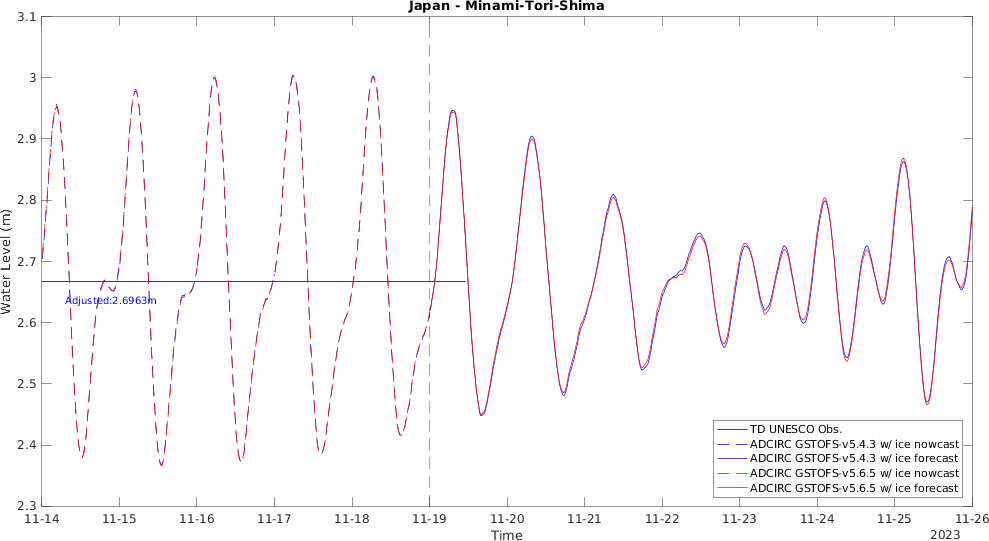 Japan - Minami-Tori-Shima
3.1
3
2.9
2.8
2.7
2.6
2.5
2.4
2.3
Water Level (m)
Adjusted:2.6963m
TD UNESCO Obs.
ADCIRC GSTOFS-v5.4.3 w/ ice nowcast
ADCIRC GSTOFS-v5.4.3 w/ ice forecast
ADCIRC GSTOFS-v5.6.5 w/ ice nowcast
ADCIRC GSTOFS-v5.6.5 w/ ice forecast
11-14 11-15 11-16 11-17 11-18 11-19 11-20 11-21 11-22 11-23 11-24 11-25 11-26
Time
2023